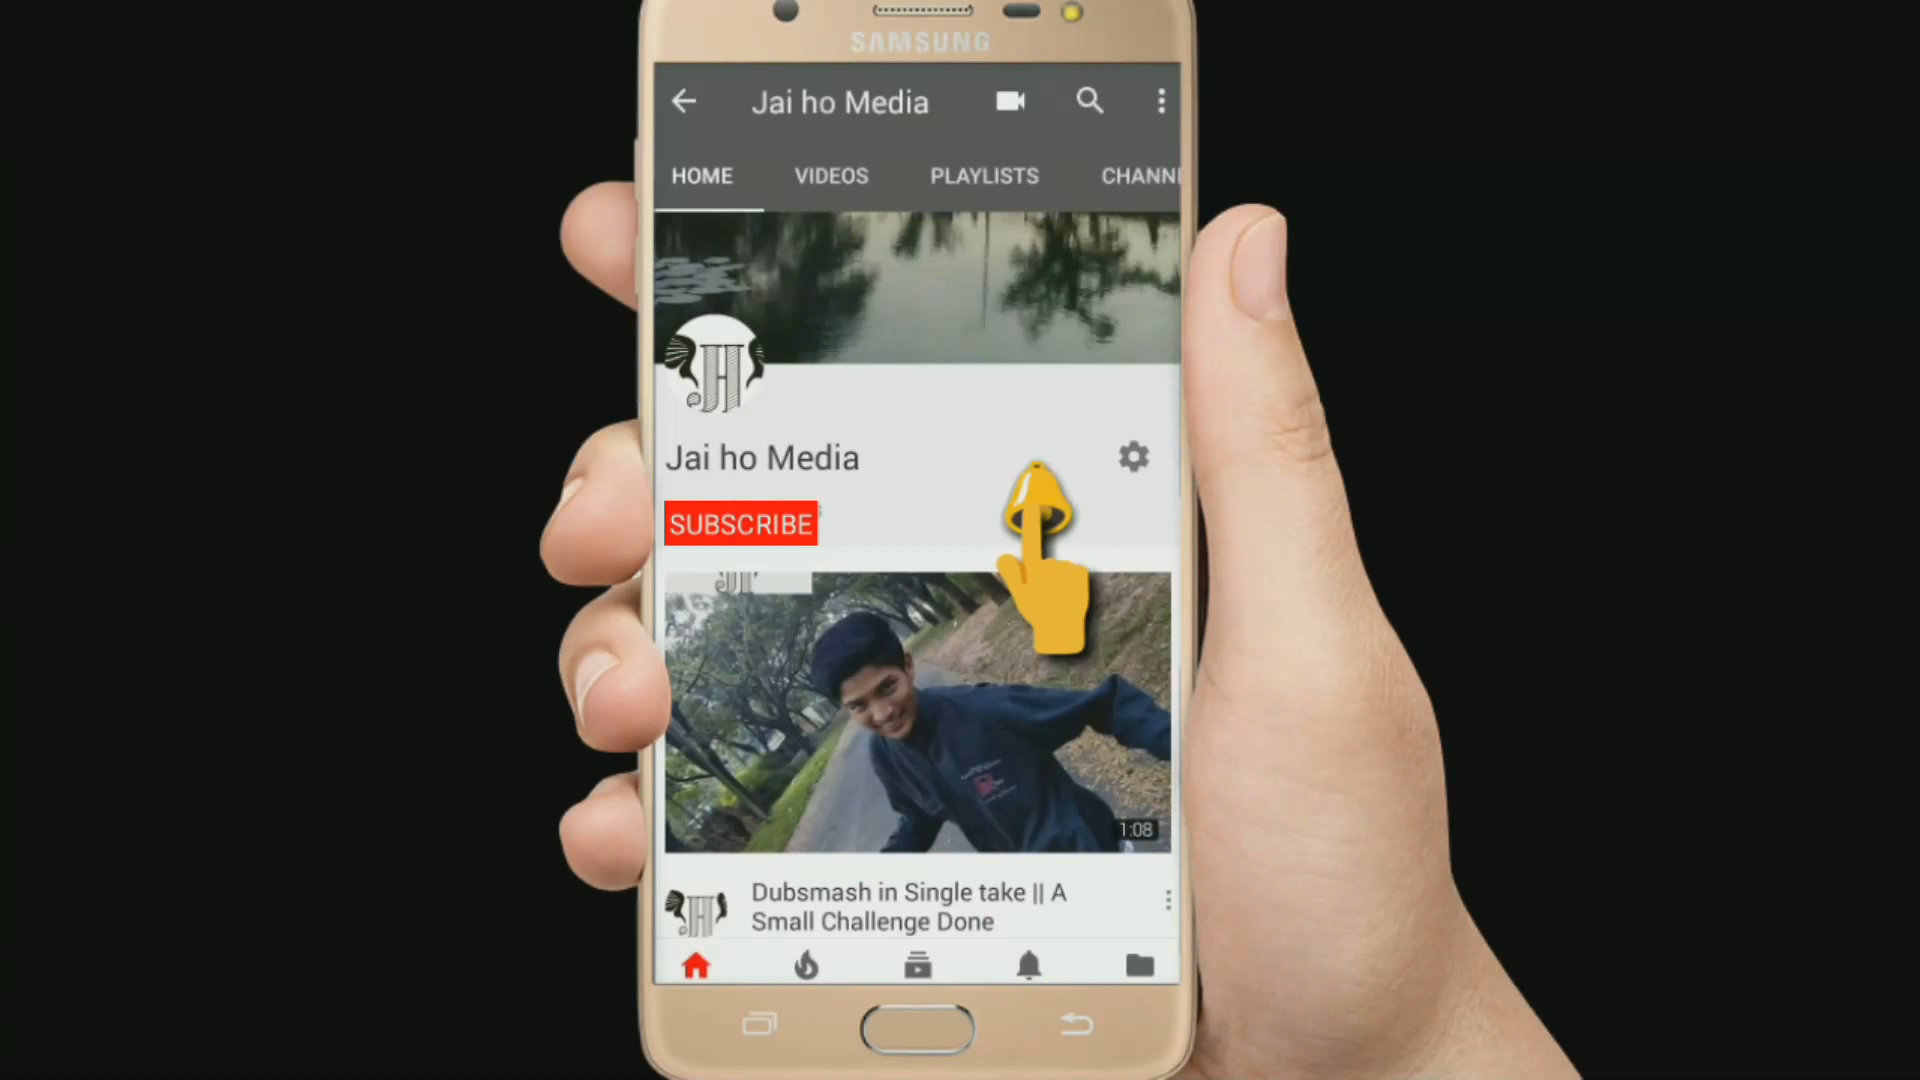 SAMSUNG
Jai ho Media
HOME VIDEOS PLAYLISTS CHANN
Jai ho Media
SUBSCRIBE
1:08
Dubsmash in Single take || A
Small Challenge Done